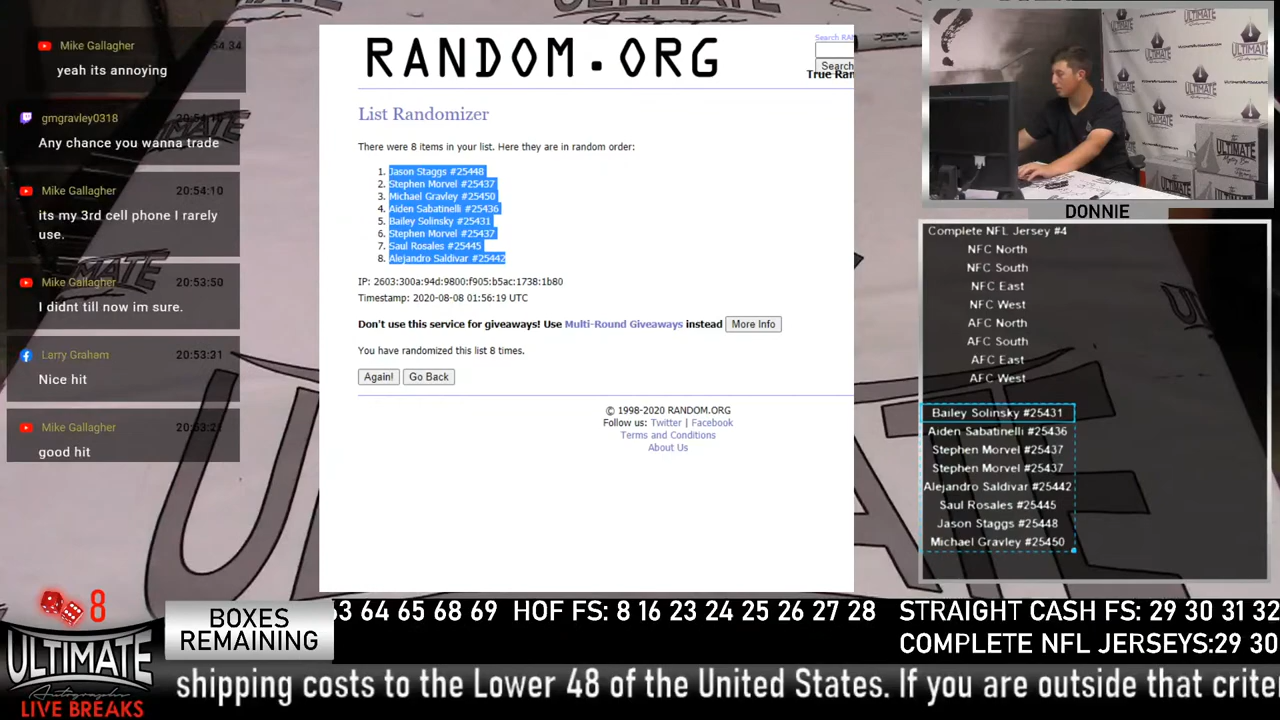 Mike Gallagher
yeah its annoying
gmgravley0318
Any chance you wanna trade
Mike Gallagher 20:54:10
its my 3rd cell phone I rarely
use.
Mike Gallagher 20:53:50
I didnt till now im sure.
Larry Graham 20:53:31
Nice hit
Mike Gallagher
good hit
RANDOM.ORG
Search RAN
Search
True Ran
List Randomizer
There were 8 items in your list. Here they are in random order:
1. Jason Staggs #25448
2. Stephen Morvel #25437
3. Michael Gravley #25450
4. Aiden Sabatinelli #25436
5. Bailey Solinsky #25431
6. Stephen Morvel #25437
7. Saul Rosales #25445
8. Alejandro Saldivar #25442
IP: 2603:300a:94d:9800:f905:b5ac:1738:1b80
Timestamp: 2020-08-08 01:56:19 UTC
Don't use this service for giveaways! Use Multi-Round Giveaways instead More Info
You have randomized this list 8 times.
Again! Go Back
© 1998-2020 RANDOM.ORG
Follow us: Twitter | Facebook
Terms and Conditions
About Us
DONNIE
Complete NFL Jersey #4
NFC North
NFC South
NFC East
NFC West
AFC North
AFC South
AFC East
AFC West
Bailey Solinsky #25431
Aiden Sabatinelli #25436
Stephen Morvel #25437
Stephen Morvel #25437
Alejandro Saldivar #25442
Saul Rosales #25445
Jason Staggs #25448
Michael Gravley #25450
8
BOXES
REMAINING
63 64 65 68 69 HOF FS: 8 16 23 24 25 26 27 28 STRAIGHT CASH FS: 29 30 31 32
COMPLETE NFL JERSEYS:29 30
ULTIMATE
Autographs
LIVE BREAKS
shipping costs to the Lower 48 of the United States. If you are outside that crite